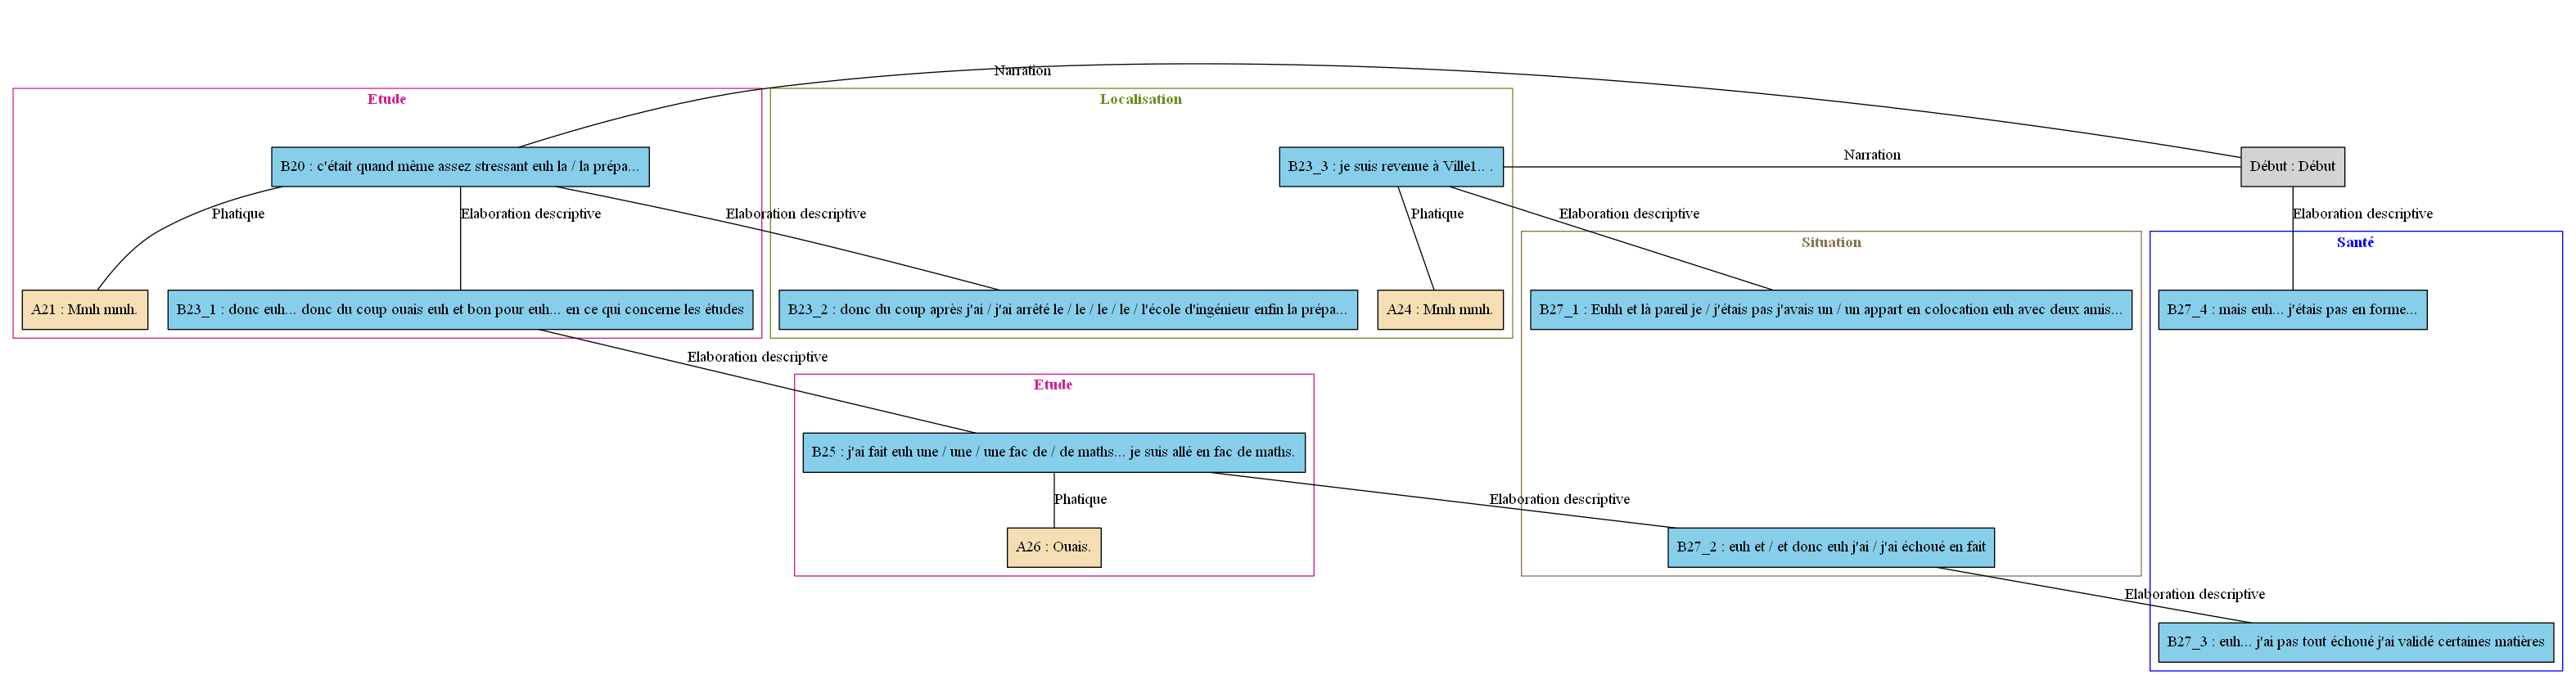 Narration
Etude
Localisation
B20 : c'était quand même assez stressant euh la / la prépa...
B23_3 : je suis revenue à Ville1.. .
Narration
Début : Début
Phatique
Elaboration descriptive
Elaboration descriptive
Phatique
Elaboration descriptive
Elaboration descriptive
Situation
Santé
A21 : Mmh mmh.
B23_1 : donc euh... donc du coup ouais euh et bon pour euh... en ce qui concerne les études
B23_2 : donc du coup après j'ai / j'ai arrêté le / le / le / le / l'école d'ingénieur enfin la prépa...
A24 : Mmh mmh.
B27_1 : Euhh et là pareil je / j'étais pas j'avais un / un appart en colocation euh avec deux amis...
B27_4 : mais euh... j'étais pas en forme...
Elaboration descriptive
Etude
B25 : j'ai fait euh une / une / une fac de / de maths... je suis allé en fac de maths.
Phatique
Elaboration descriptive
A26 : Ouais.
B27_2 : euh et / et donc euh j'ai / j'ai échoué en fait
Elaboration descriptive
B27_3 : euh... j'ai pas tout échoué j'ai validé certaines matières